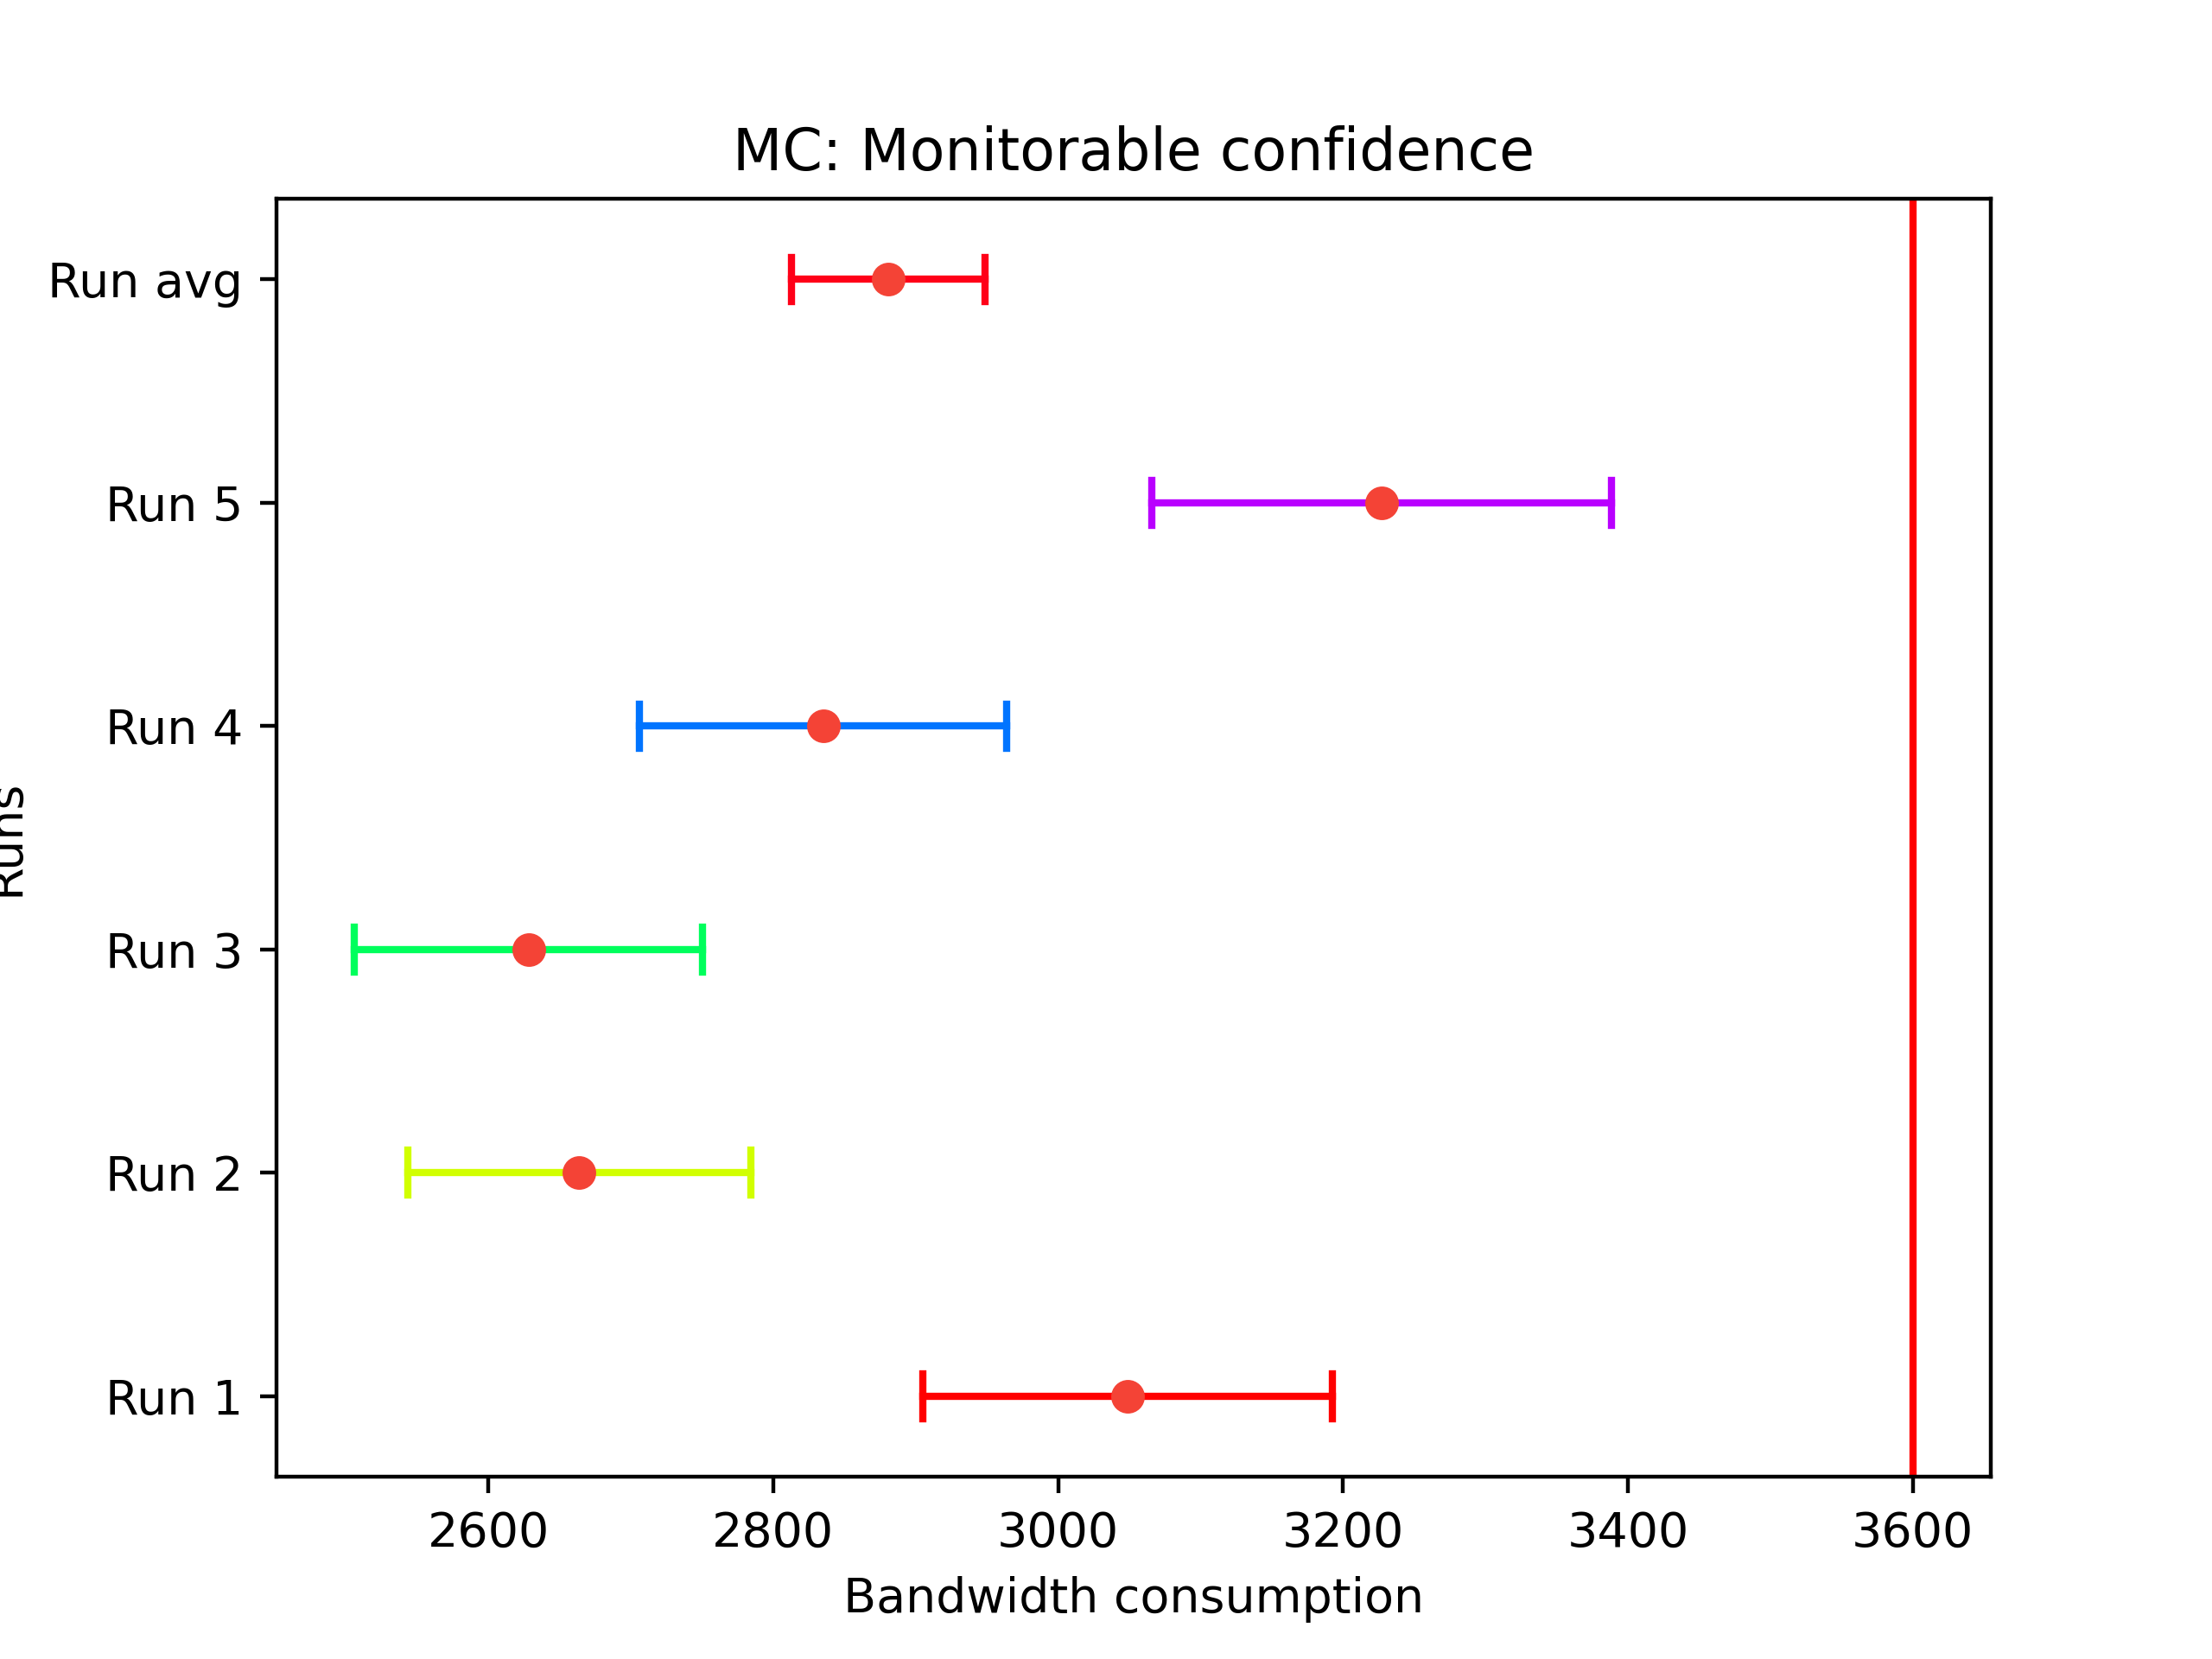 MC: Monitorable confidence
Run avg
Run 5
Run 4
Run 3
Run 2
Run 1
Runs
2600 2800 3000 3200 3400 3600
Bandwidth consumption